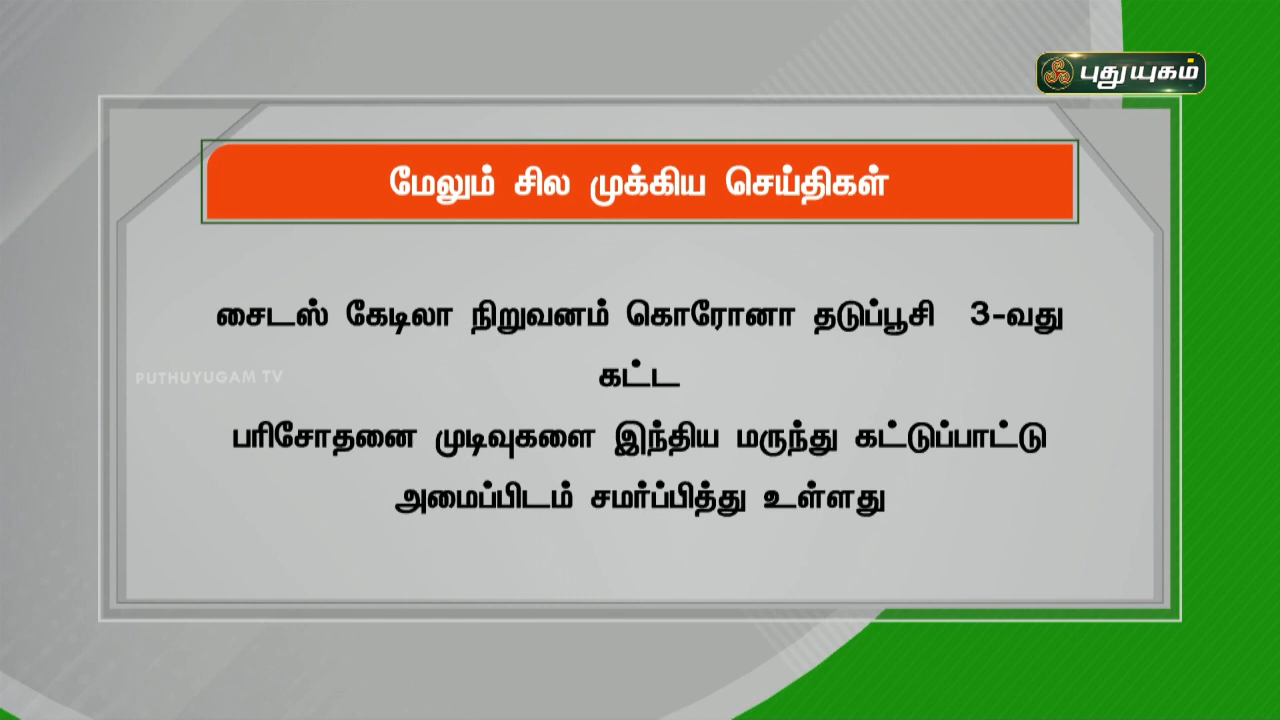 புதுயுகம்
மேலும் சில முக்கிய செய்திகள்
சைடஸ் கேடிலா நிறுவனம் கொரோனா தடுப்பூசி 3-வது
கட்ட
PUTHUYUGAM TV
பரிசோதனை முடிவுகளை இந்திய மருந்து கட்டுப்பாட்டு
அமைப்பிடம் சமர்ப்பித்து உள்ளது